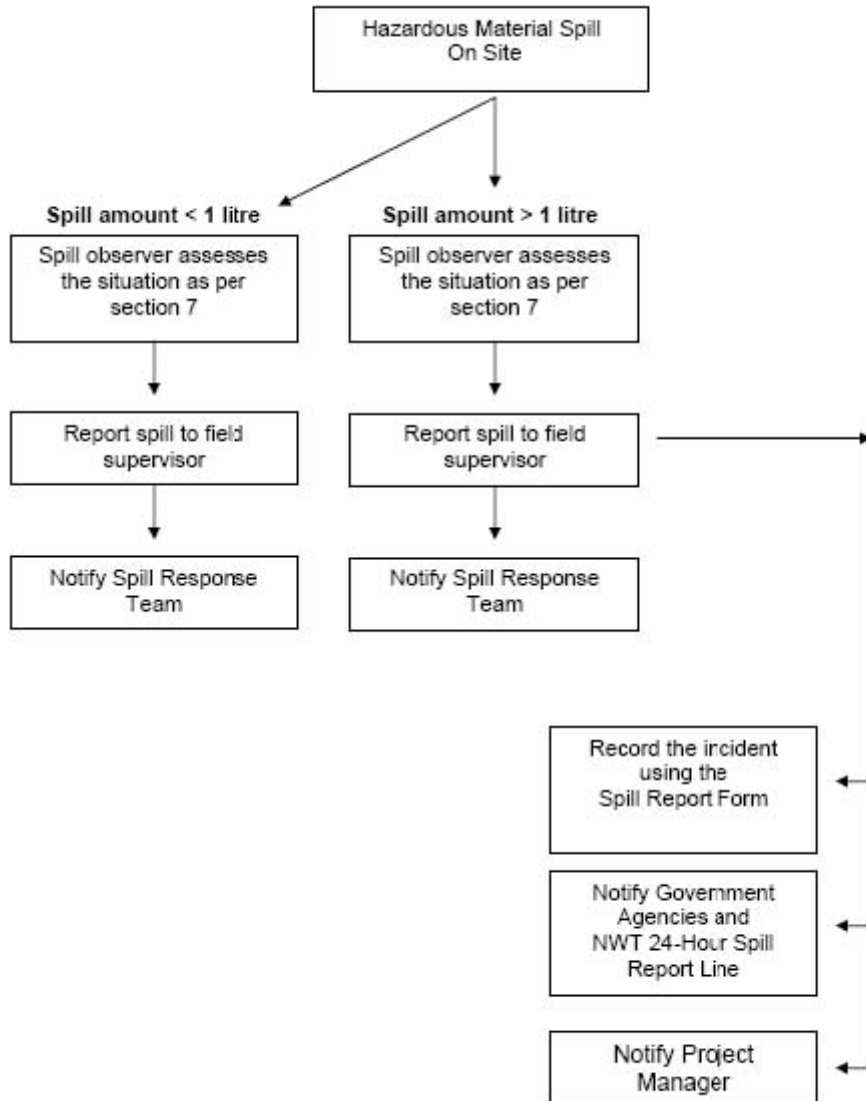 Hazardous Material Spill
On Site
Spill amount < 1 litre
Spill amount > 1 litre
Spill observer assesses
the situation as per
section 7
Spill observer assesses
the situation as per
section 7
Report spill to field
supervisor
Report spill to field
supervisor
Notify Spill Response
Team
Notify Spill Response
Team
Record the incident
using the
Spill Report Form
Notify Government
Agencies and
NWT 24-Hour Spill
Report Line
Notify Project
Manager